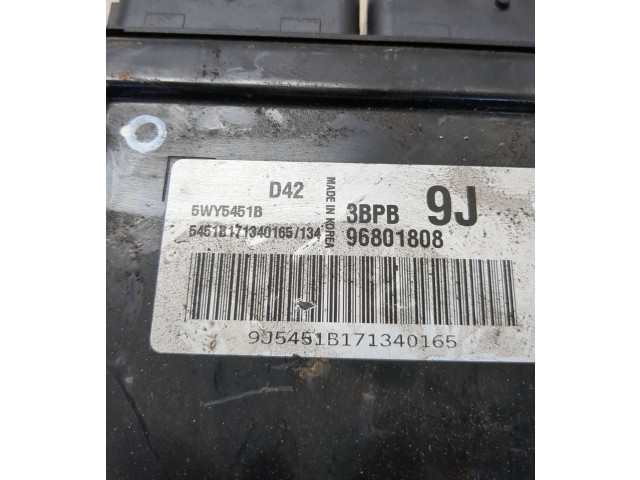 D42
5WY5451B
5451B171340165/134
MADE IN KOREA
3BPB 9J
96801808
9J5451B171340165